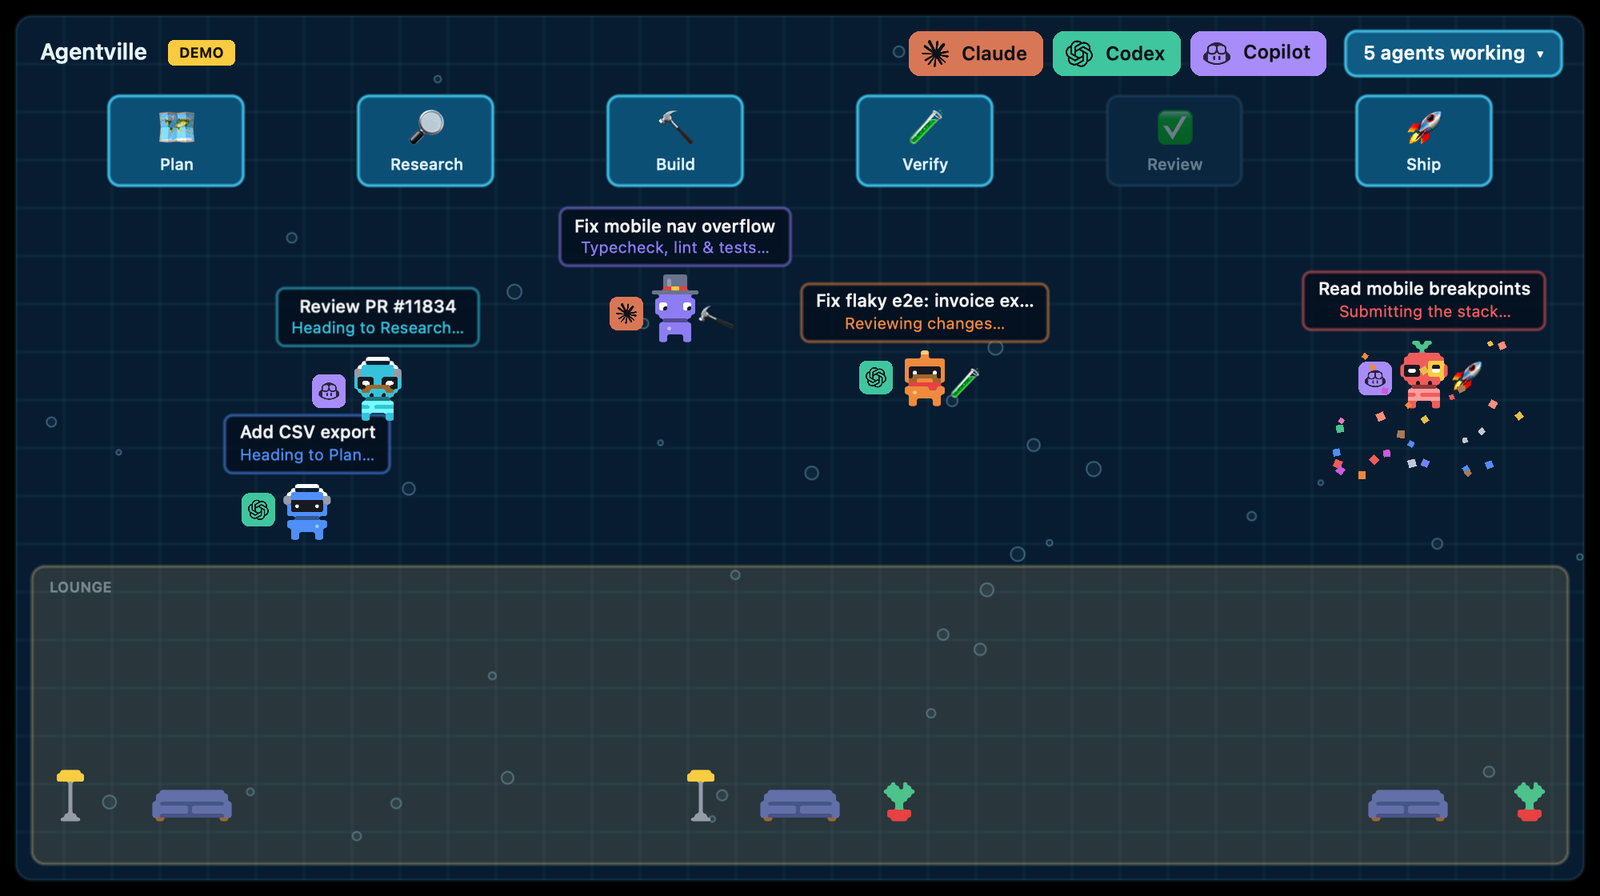 Agentville
DEMO
Claude
Codex
Copilot
5 agents working
Plan
Research
Build
Verify
Review
Ship
Fix mobile nav overflow
Typecheck, lint & tests...
Review PR #11834
Heading to Research...
Fix flaky e2e: invoice ex...
Reviewing changes...
Read mobile breakpoints
Submitting the stack...
Add CSV export
Heading to Plan...
LOUNGE